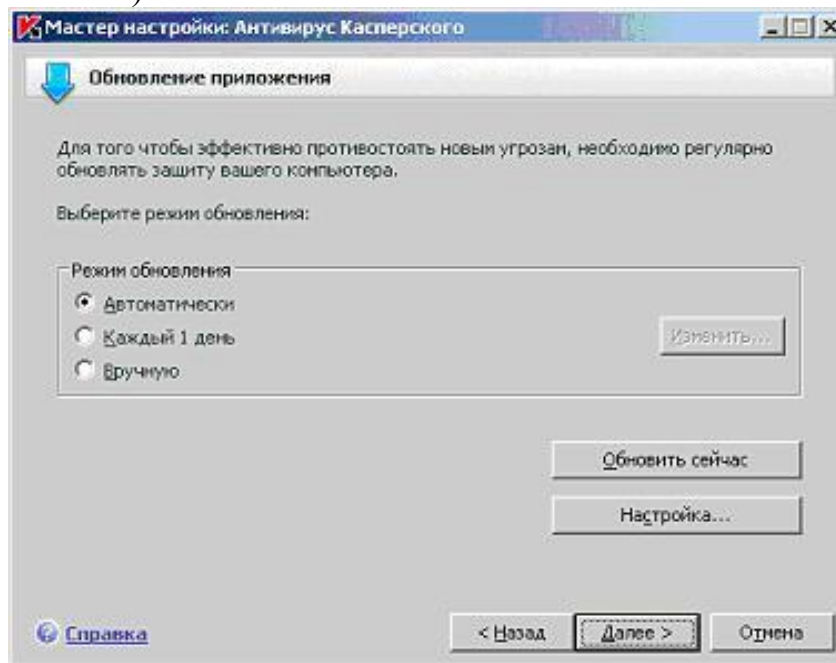 )
Мастер настройки: Антивирус Касперского
Обновление приложения
Для того чтобы эффективно противостоять новым угрозам, необходимо регулярно
обновлять защиту вашего компьютера.
Выберите режим обновления:
Режим обновления
Автоматически
Каждый 1 день
Изменить...
Вручную
Обновить сейчас
Настройка...
Справка
< Назад
Далее >
Отмена